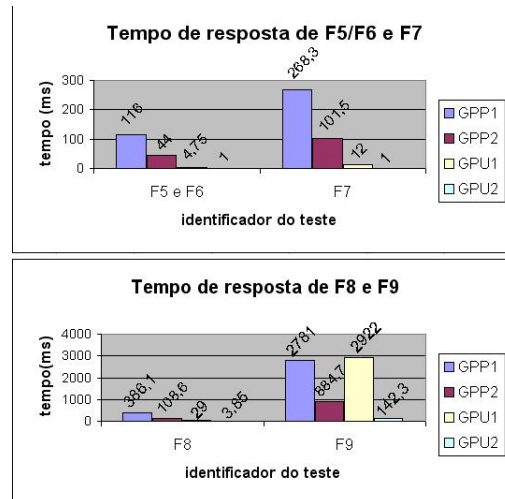 Tempo de resposta de F5/F6 e F7
tempo (ms)
300
200
100
0
116
44
4,75
1
268,3
101,5
12
1
F5 e F6
F7
identificador do teste
GPP1
GPP2
GPU1
GPU2
Tempo de resposta de F8 e F9
tempo(ms)
4000
3000
2000
1000
0
386,1
108,6
29
3,85
2781
884,7
2922
142,3
F8
F9
identificador do teste
GPP1
GPP2
GPU1
GPU2